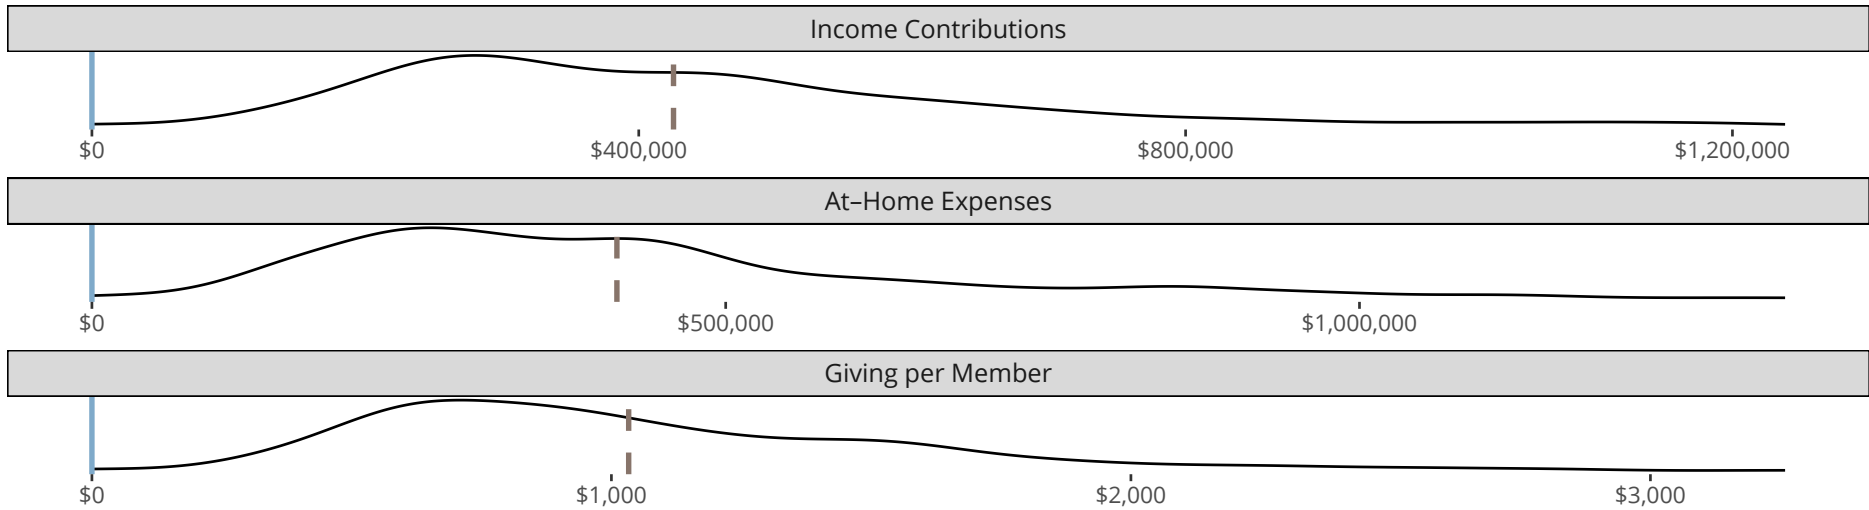 Income Contributions
$0 $400,000 $800,000 $1,200,000
At–Home Expenses
$0 $500,000 $1,000,000
Giving per Member
$0 $1,000 $2,000 $3,000